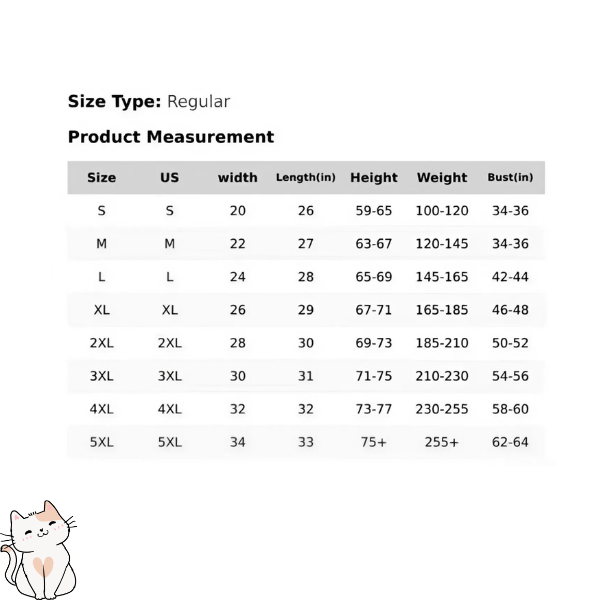 Size Type: Regular
Product Measurement
Size US width Length(in) Height Weight Bust(in)
S S 20 26 59-65 100-120 34-36
M M 22 27 63-67 120-145 34-36
L L 24 28 65-69 145-165 42-44
XL XL 26 29 67-71 165-185 46-48
2XL 2XL 28 30 69-73 185-210 50-52
3XL 3XL 30 31 71-75 210-230 54-56
4XL 4XL 32 32 73-77 230-255 58-60
5XL 5XL 34 33 75+ 255+ 62-64